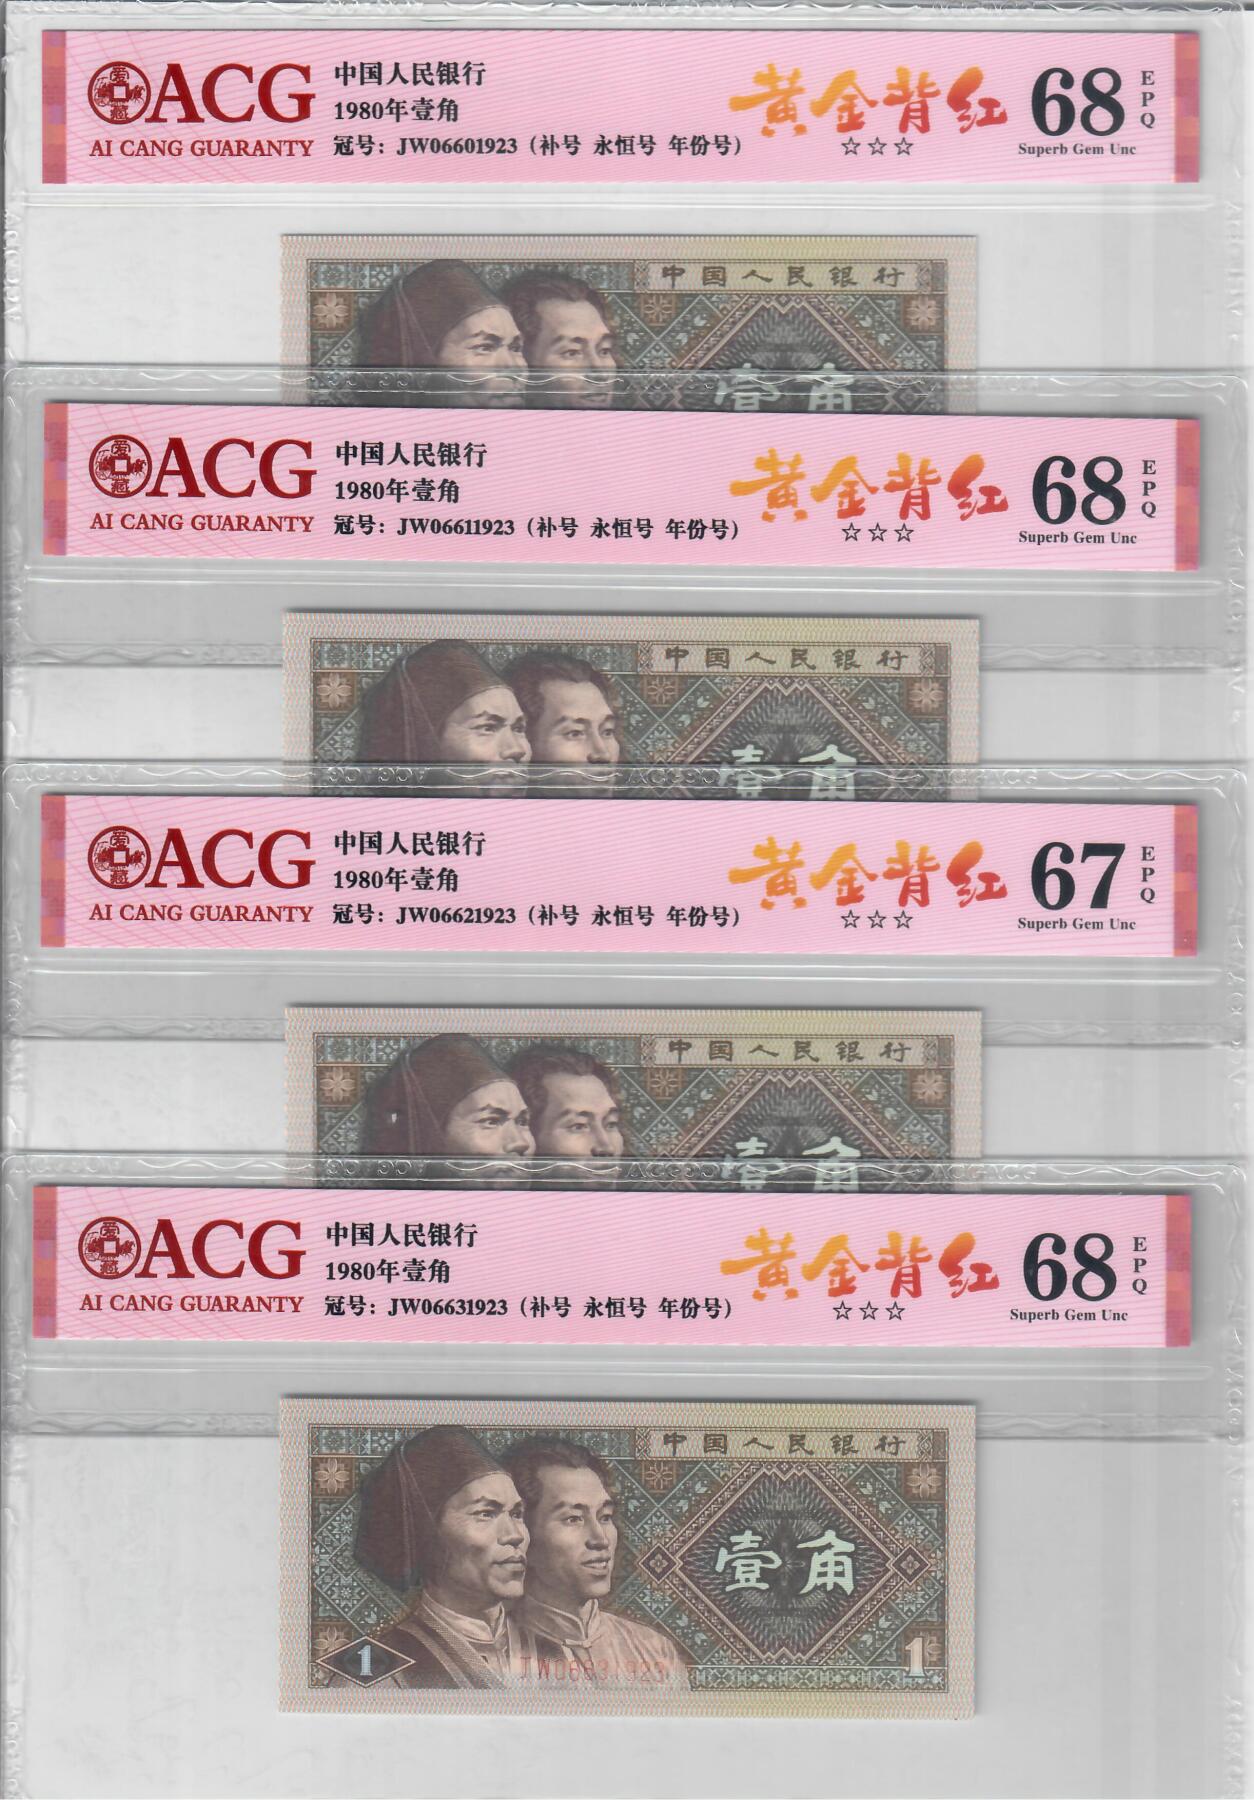 ACG
AI CANG GUARANTY
中国人民银行
1980年壹角
冠号：JW06601923（补号 永恒号 年份号）
黄金背红
☆☆☆
68
EPQ
Superb Gem Unc
中国人民银行
壹角
ACG
AI CANG GUARANTY
中国人民银行
1980年壹角
冠号：JW06611923（补号 永恒号 年份号）
黄金背红
☆☆☆
68
EPQ
Superb Gem Unc
中国人民银行
壹角
ACG
AI CANG GUARANTY
中国人民银行
1980年壹角
冠号：JW06621923（补号 永恒号 年份号）
黄金背红
☆☆☆
67
EPQ
Superb Gem Unc
中国人民银行
壹角
ACG
AI CANG GUARANTY
中国人民银行
1980年壹角
冠号：JW06631923（补号 永恒号 年份号）
黄金背红
☆☆☆
68
EPQ
Superb Gem Unc
中国人民银行
壹角
1
JW06631923
1